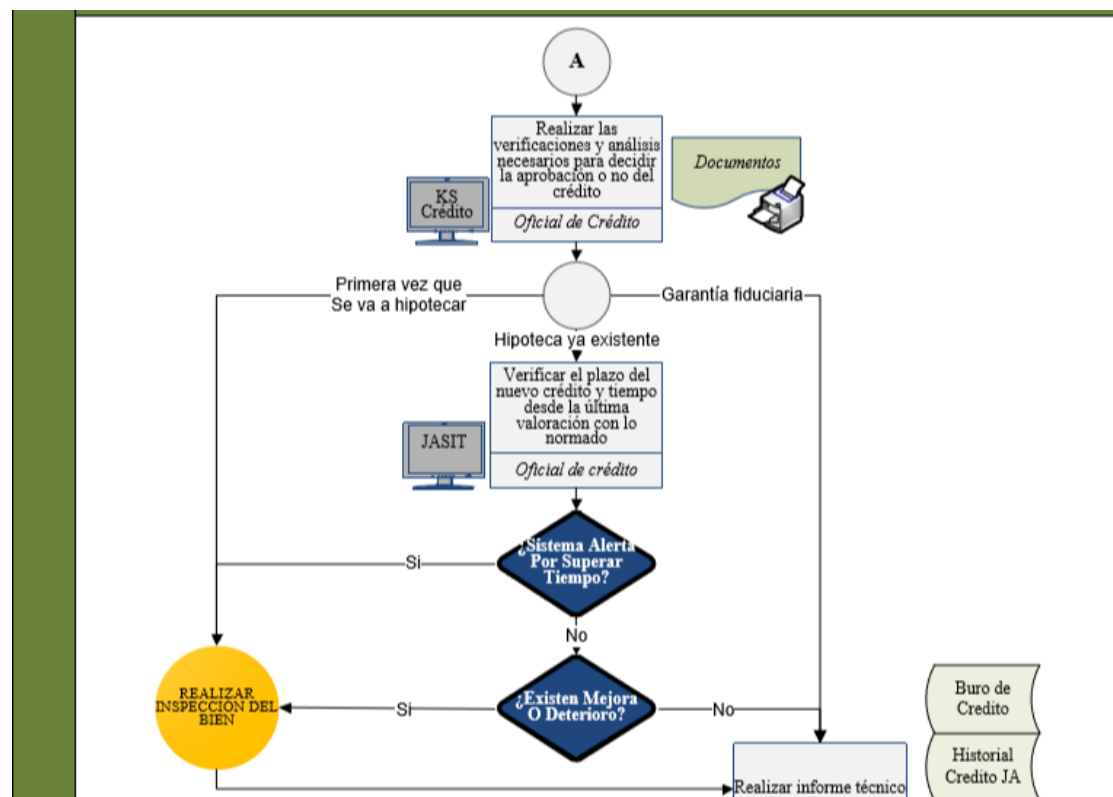 A
Realizar las
verificaciones y análisis
necesarios para decidir
la aprobación o no del
crédito
Oficial de Crédito
KS
Crédito
Documentos
Primera vez que
Se va a hipotecar
Garantía fiduciaria
Hipoteca ya existente
Verificar el plazo del
nuevo crédito y tiempo
desde la última
valoración con lo
normado
Oficial de crédito
JASIT
¿Sistema Alerta
Por Superar
Tiempo?
Si
No
¿Existen Mejora
O Deterioro?
Si
No
REALIZAR
INSPECCIÓN DEL
BIEN
Buro de
Credito
Historial
Credito JA
Realizar informe técnico